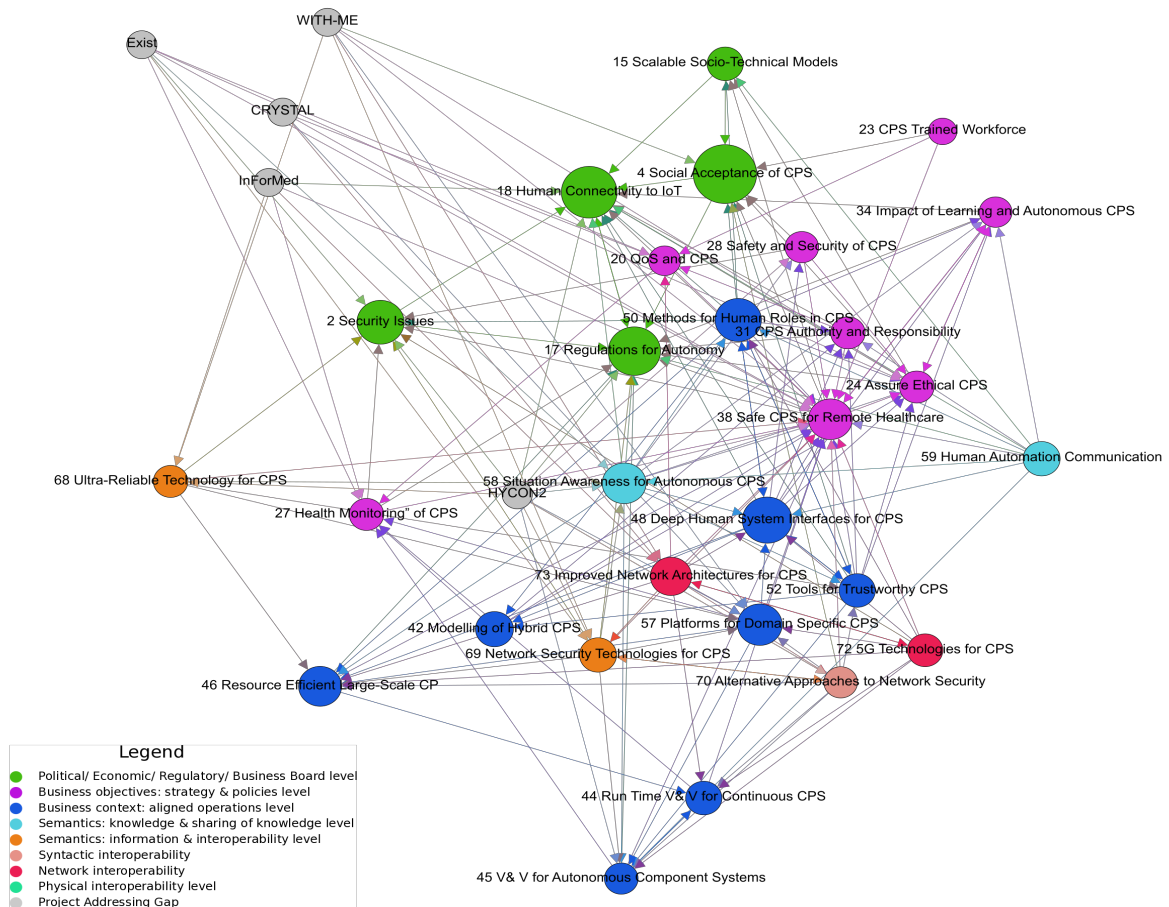 WITH-ME
Exist
15 Scalable Socio-Technical Models
CRYSTAL
23 CPS Trained Workforce
4 Social Acceptance of CPS
InForMed
18 Human Connectivity to IoT
34 Impact of Learning and Autonomous CPS
28 Safety and Security of CPS
20 QoS and CPS
50 Methods for Human Roles in CPS
2 Security Issues
31 CPS Authority and Responsibility
17 Regulations for Autonomy
24 Assure Ethical CPS
38 Safe CPS for Remote Healthcare
59 Human Automation Communication
68 Ultra-Reliable Technology for CPS
58 Situation Awareness for Autonomous CPS
HYCON2
27 Health Monitoring" of CPS
48 Deep Human System Interfaces for CPS
73 Improved Network Architectures for CPS
52 Tools for Trustworthy CPS
57 Platforms for Domain Specific CPS
42 Modelling of Hybrid CPS
72 5G Technologies for CPS
69 Network Security Technologies for CPS
70 Alternative Approaches to Network Security
46 Resource Efficient Large-Scale CP
44 Run Time V& V for Continuous CPS
45 V& V for Autonomous Component Systems
Legend
Political/ Economic/ Regulatory/ Business Board level
Business objectives: strategy & policies level
Business context: aligned operations level
Semantics: knowledge & sharing of knowledge level
Semantics: information & interoperability level
Syntactic interoperability
Network interoperability
Physical interoperability level
Project Addressing Gap